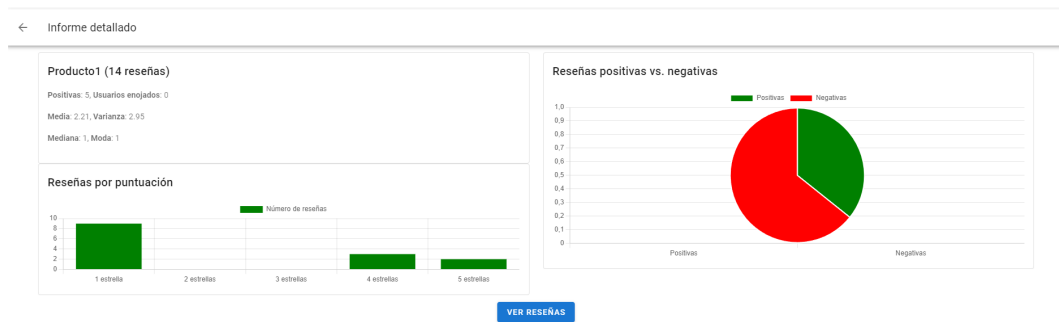 Informe detallado
Producto1 (14 reseñas)
Positivas: 5, Usuarios enojados: 0
Media: 2.21, Varianza: 2.95
Mediana: 1, Moda: 1
Reseñas por puntuación
Número de reseñas
10
8
6
4
2
0
1 estrella 2 estrellas 3 estrellas 4 estrellas 5 estrellas
Reseñas positivas vs. negativas
Positivas Negativas
1,0
0,9
0,8
0,7
0,6
0,5
0,4
0,3
0,2
0,1
0
Positivas Negativas
VER RESEÑAS